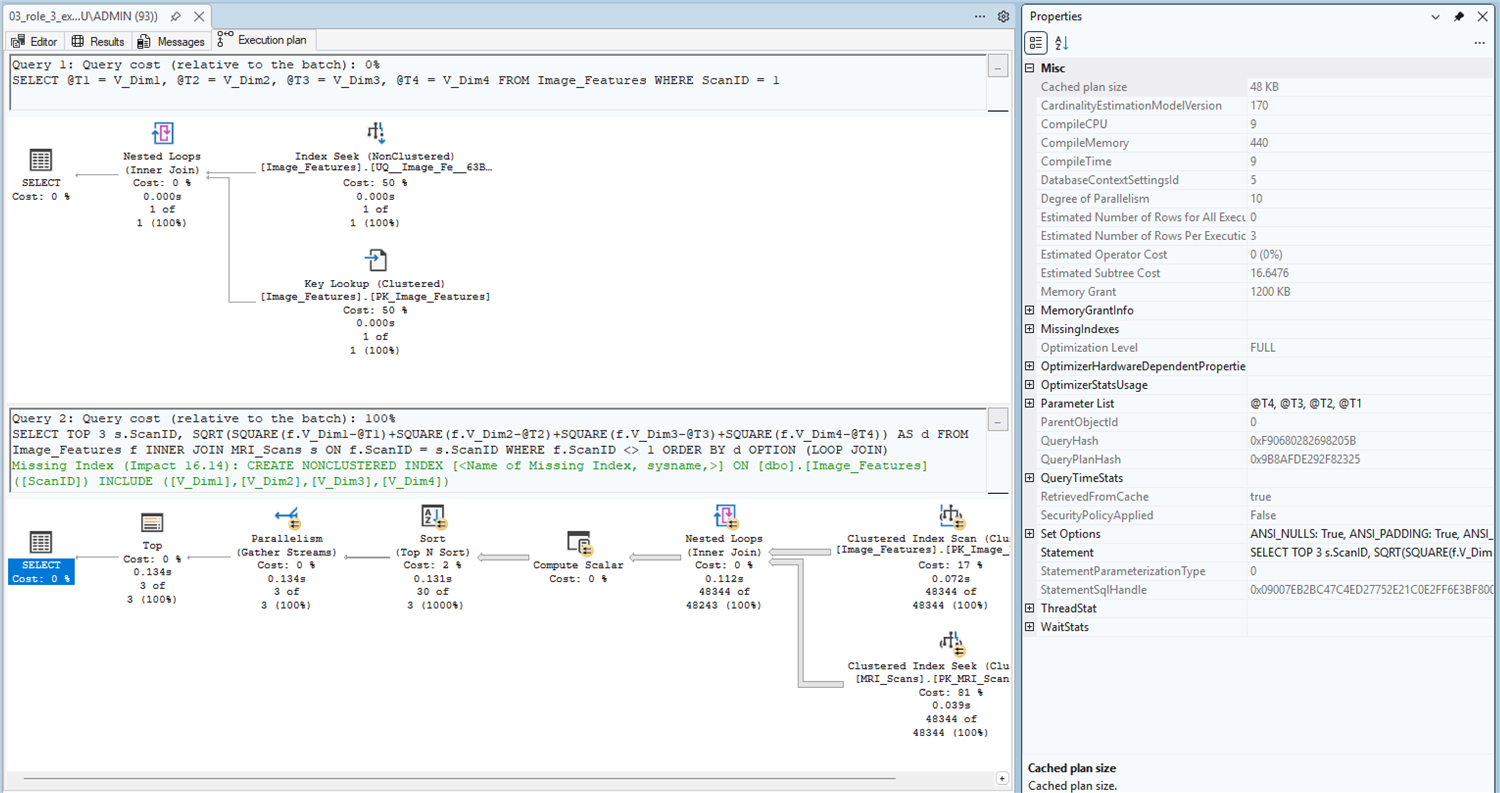 03_role_3_ex...U\ADMIN (93))
Editor Results Messages Execution plan
Query 1: Query cost (relative to the batch): 0%
SELECT @T1 = V_Dim1, @T2 = V_Dim2, @T3 = V_Dim3, @T4 = V_Dim4 FROM Image_Features WHERE ScanID = 1
SELECT
Cost: 0 %
Nested Loops
(Inner Join)
Cost: 0 %
0.000s
1 of
1 (100%)
Index Seek (NonClustered)
[Image_Features].[UQ__Image_Fe__63B…
Cost: 50 %
0.000s
1 of
1 (100%)
Key Lookup (Clustered)
[Image_Features].[PK_Image_Features]
Cost: 50 %
0.000s
1 of
1 (100%)
Query 2: Query cost (relative to the batch): 100%
SELECT TOP 3 s.ScanID, SQRT(SQUARE(f.V_Dim1-@T1)+SQUARE(f.V_Dim2-@T2)+SQUARE(f.V_Dim3-@T3)+SQUARE(f.V_Dim4-@T4)) AS d FROM
Image_Features f INNER JOIN MRI_Scans s ON f.ScanID = s.ScanID WHERE f.ScanID <> 1 ORDER BY d OPTION (LOOP JOIN)
Missing Index (Impact 16.14): CREATE NONCLUSTERED INDEX [<Name of Missing Index, sysname,>] ON [dbo].[Image_Features]
([ScanID]) INCLUDE ([V_Dim1],[V_Dim2],[V_Dim3],[V_Dim4])
SELECT
Cost: 0 %
Top
Cost: 0 %
0.134s
3 of
3 (100%)
Parallelism
(Gather Streams)
Cost: 0 %
0.134s
3 of
3 (100%)
Sort
(Top N Sort)
Cost: 2 %
0.131s
30 of
3 (1000%)
Compute Scalar
Cost: 0 %
Nested Loops
(Inner Join)
Cost: 0 %
0.112s
48344 of
48243 (100%)
Clustered Index Scan (Clu
[Image_Features].[PK_Image_
Cost: 17 %
0.072s
48344 of
48344 (100%)
Clustered Index Seek (Clu
[MRI_Scans].[PK_MRI_Scan
Cost: 81 %
0.039s
48344 of
48344 (100%)
Properties
Misc
Cached plan size 48 KB
CardinalityEstimationModelVersion 170
CompileCPU 9
CompileMemory 440
CompileTime 9
DatabaseContextSettingsId 5
Degree of Parallelism 10
Estimated Number of Rows for All Execu 0
Estimated Number of Rows Per Executio 3
Estimated Operator Cost 0 (0%)
Estimated Subtree Cost 16.6476
Memory Grant 1200 KB
MemoryGrantInfo
MissingIndexes
Optimization Level FULL
OptimizerHardwareDependentPropertie
OptimizerStatsUsage
Parameter List @T4, @T3, @T2, @T1
ParentObjectId 0
QueryHash 0xF90680282698205B
QueryPlanHash 0x9B8AFDE292F82325
QueryTimeStats
RetrievedFromCache true
SecurityPolicyApplied False
Set Options ANSI_NULLS: True, ANSI_PADDING: True, ANSI_
Statement SELECT TOP 3 s.ScanID, SQRT(SQUARE(f.V_Dim
StatementParameterizationType 0
StatementSqlHandle 0x09007EB2BC47C4ED27752E21C0E2FF6E3BF800
ThreadStat
WaitStats
Cached plan size
Cached plan size.